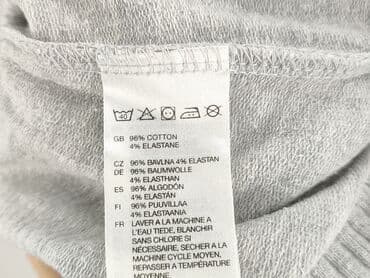 40
GB 96% COTTON
4% ELASTANE
CZ 96% BAVLNA 4% ELASTAN
DE 96% BAUMWOLLE
4% ELASTHAN
ES 96% ALGODÓN
4% ELASTÁN
FI 96% PUUVILLAA
4% ELASTAANIA
FR LAVER A LA MACHINE A
L'EAU TIEDE, BLANCHIR
SANS CHLORE SI
NÉCESSAIRE, SECHER A LA
MACHINE CYCLE MOYEN,
REPASSER A TEMPÉRATURE
MOYENNE